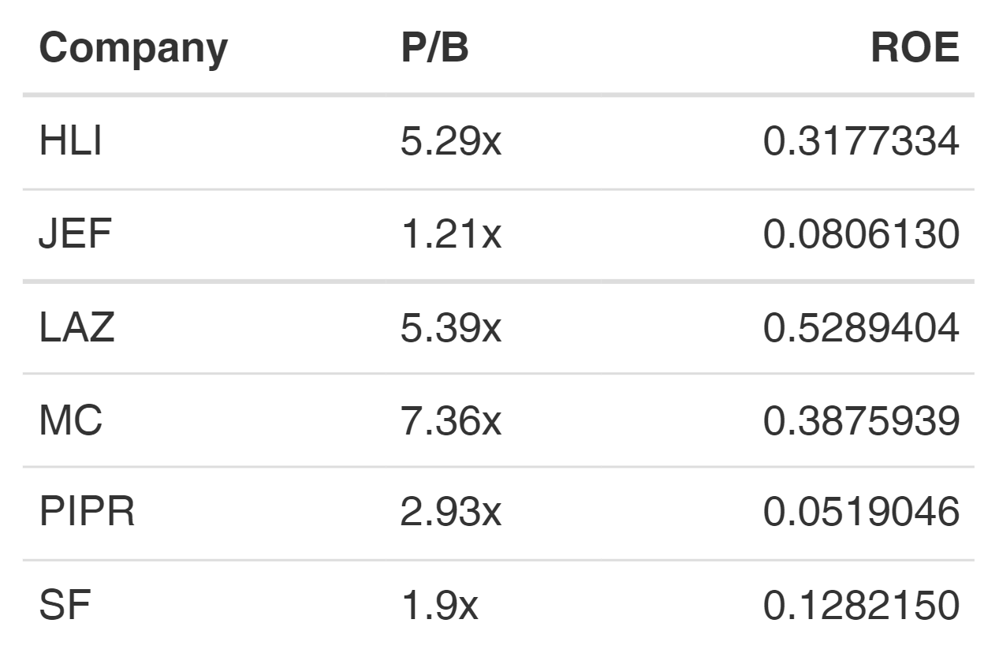 Company P/B ROE
HLI 5.29x 0.3177334
JEF 1.21x 0.0806130
LAZ 5.39x 0.5289404
MC 7.36x 0.3875939
PIPR 2.93x 0.0519046
SF 1.9x 0.1282150